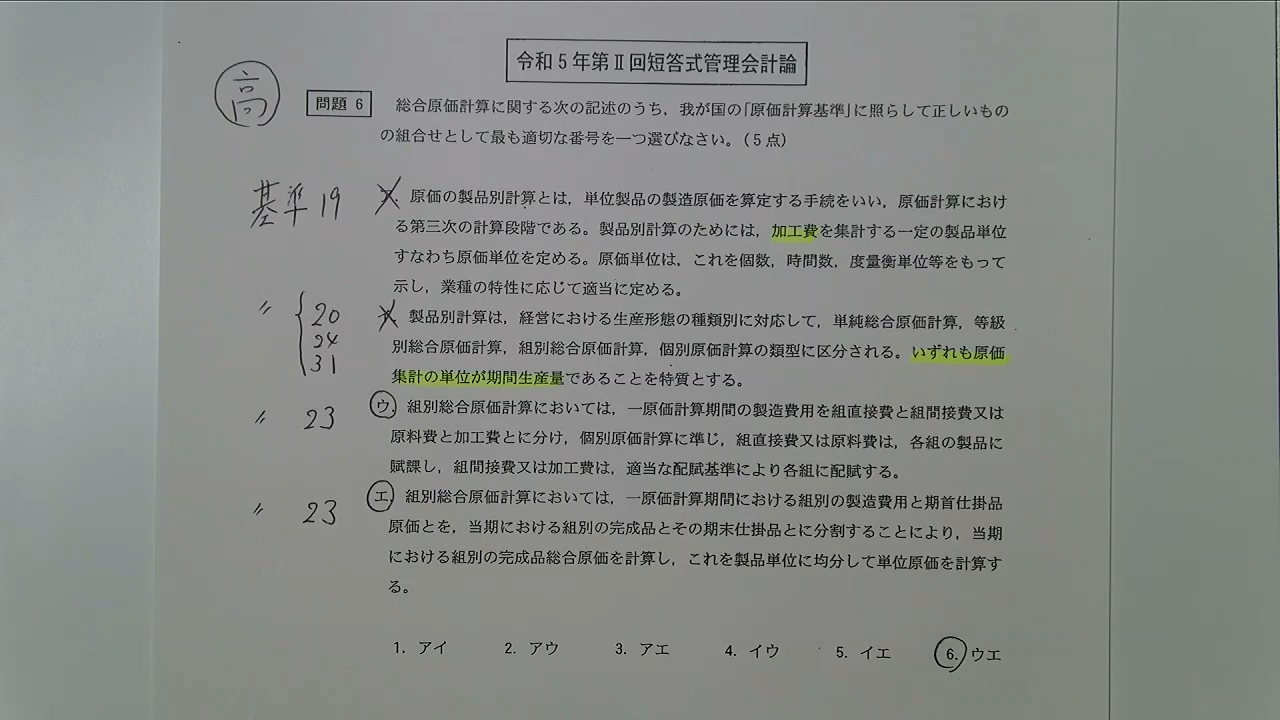 令和5年第Ⅱ回短答式管理会計論
高
問題 6 総合原価計算に関する次の記述のうち,我が国の「原価計算基準」に照らして正しいもの
の組合せとして最も適切な番号を一つ選びなさい。(5点)
基準 19 ア. 原価の製品別計算とは,単位製品の製造原価を算定する手続をいい,原価計算におけ
る第三次の計算段階である。製品別計算のためには,加工費を集計する一定の製品単位
すなわち原価単位を定める。原価単位は,これを個数,時間数,度量衡単位等をもって
示し,業種の特性に応じて適当に定める。
〃 20 イ. 製品別計算は,経営における生産形態の種類別に対応して,単純総合原価計算,等級
24 別総合原価計算,組別総合原価計算,個別原価計算の類型に区分される。いずれも原価
31 集計の単位が期間生産量であることを特質とする。
〃 23 ウ. 組別総合原価計算においては,一原価計算期間の製造費用を組直接費と組間接費又は
原料費と加工費とに分け,個別原価計算に準じ,組直接費又は原料費は,各組の製品に
賦課し,組間接費又は加工費は,適当な配賦基準により各組に配賦する。
〃 23 エ. 組別総合原価計算においては,一原価計算期間における組別の製造費用と期首仕掛品
原価とを,当期における組別の完成品とその期末仕掛品とに分割することにより,当期
における組別の完成品総合原価を計算し,これを製品単位に均分して単位原価を計算す
る。
1. アイ 2. アウ 3. アエ 4. イウ 5. イエ 6. ウエ